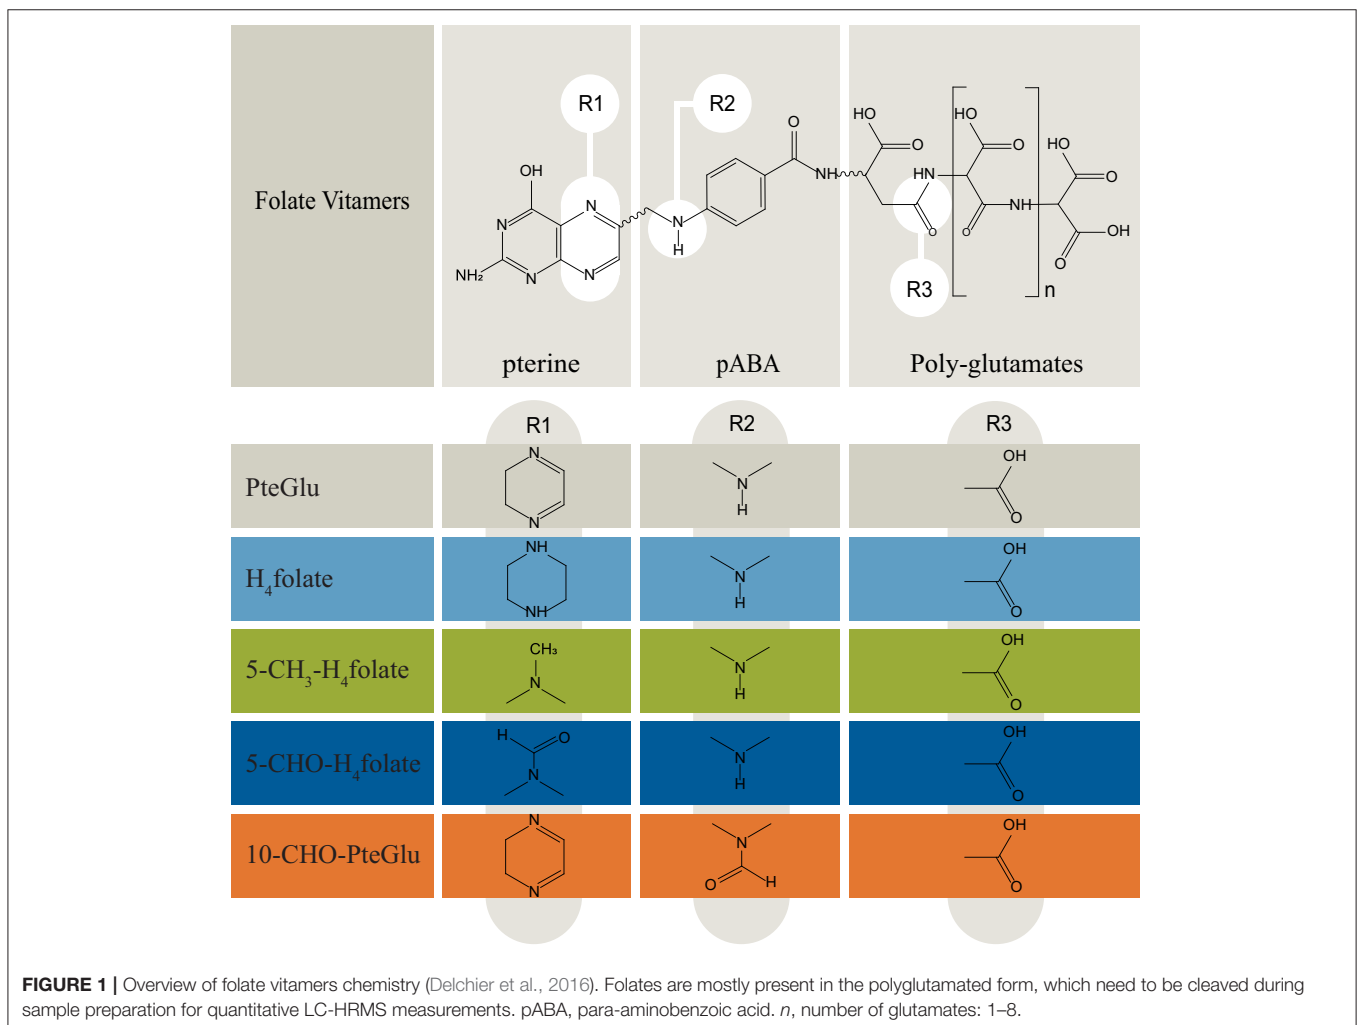 R1
R2
R3
OH
N
N
N
N
NH₂
N
H
O
NH
HO
O
HN
O
HO
O
O
NH
HO
O
OH
O
n
Folate Vitamers
pterine
pABA
Poly-glutamates
R1
R2
R3
PteGlu
N
N
N
H
OH
O
H₄folate
NH
NH
N
H
OH
O
5-CH₃-H₄folate
CH₃
N
N
H
OH
O
5-CHO-H₄folate
H
O
N
N
H
OH
O
10-CHO-PteGlu
N
N
N
O
H
OH
O
FIGURE 1 | Overview of folate vitamers chemistry (Delchier et al., 2016). Folates are mostly present in the polyglutamated form, which need to be cleaved during
sample preparation for quantitative LC-HRMS measurements. pABA, para-aminobenzoic acid. n, number of glutamates: 1–8.